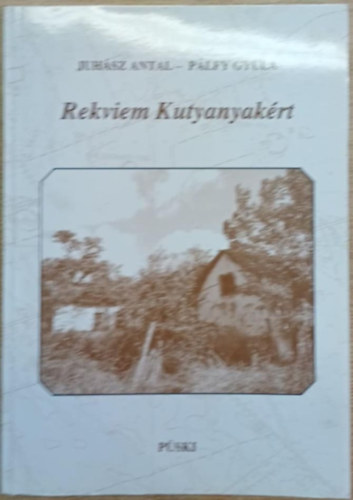 JUHÁSZ ANTAL – PÁLFY GYULA
Rekviem Kutyanyakért
PÜSKI